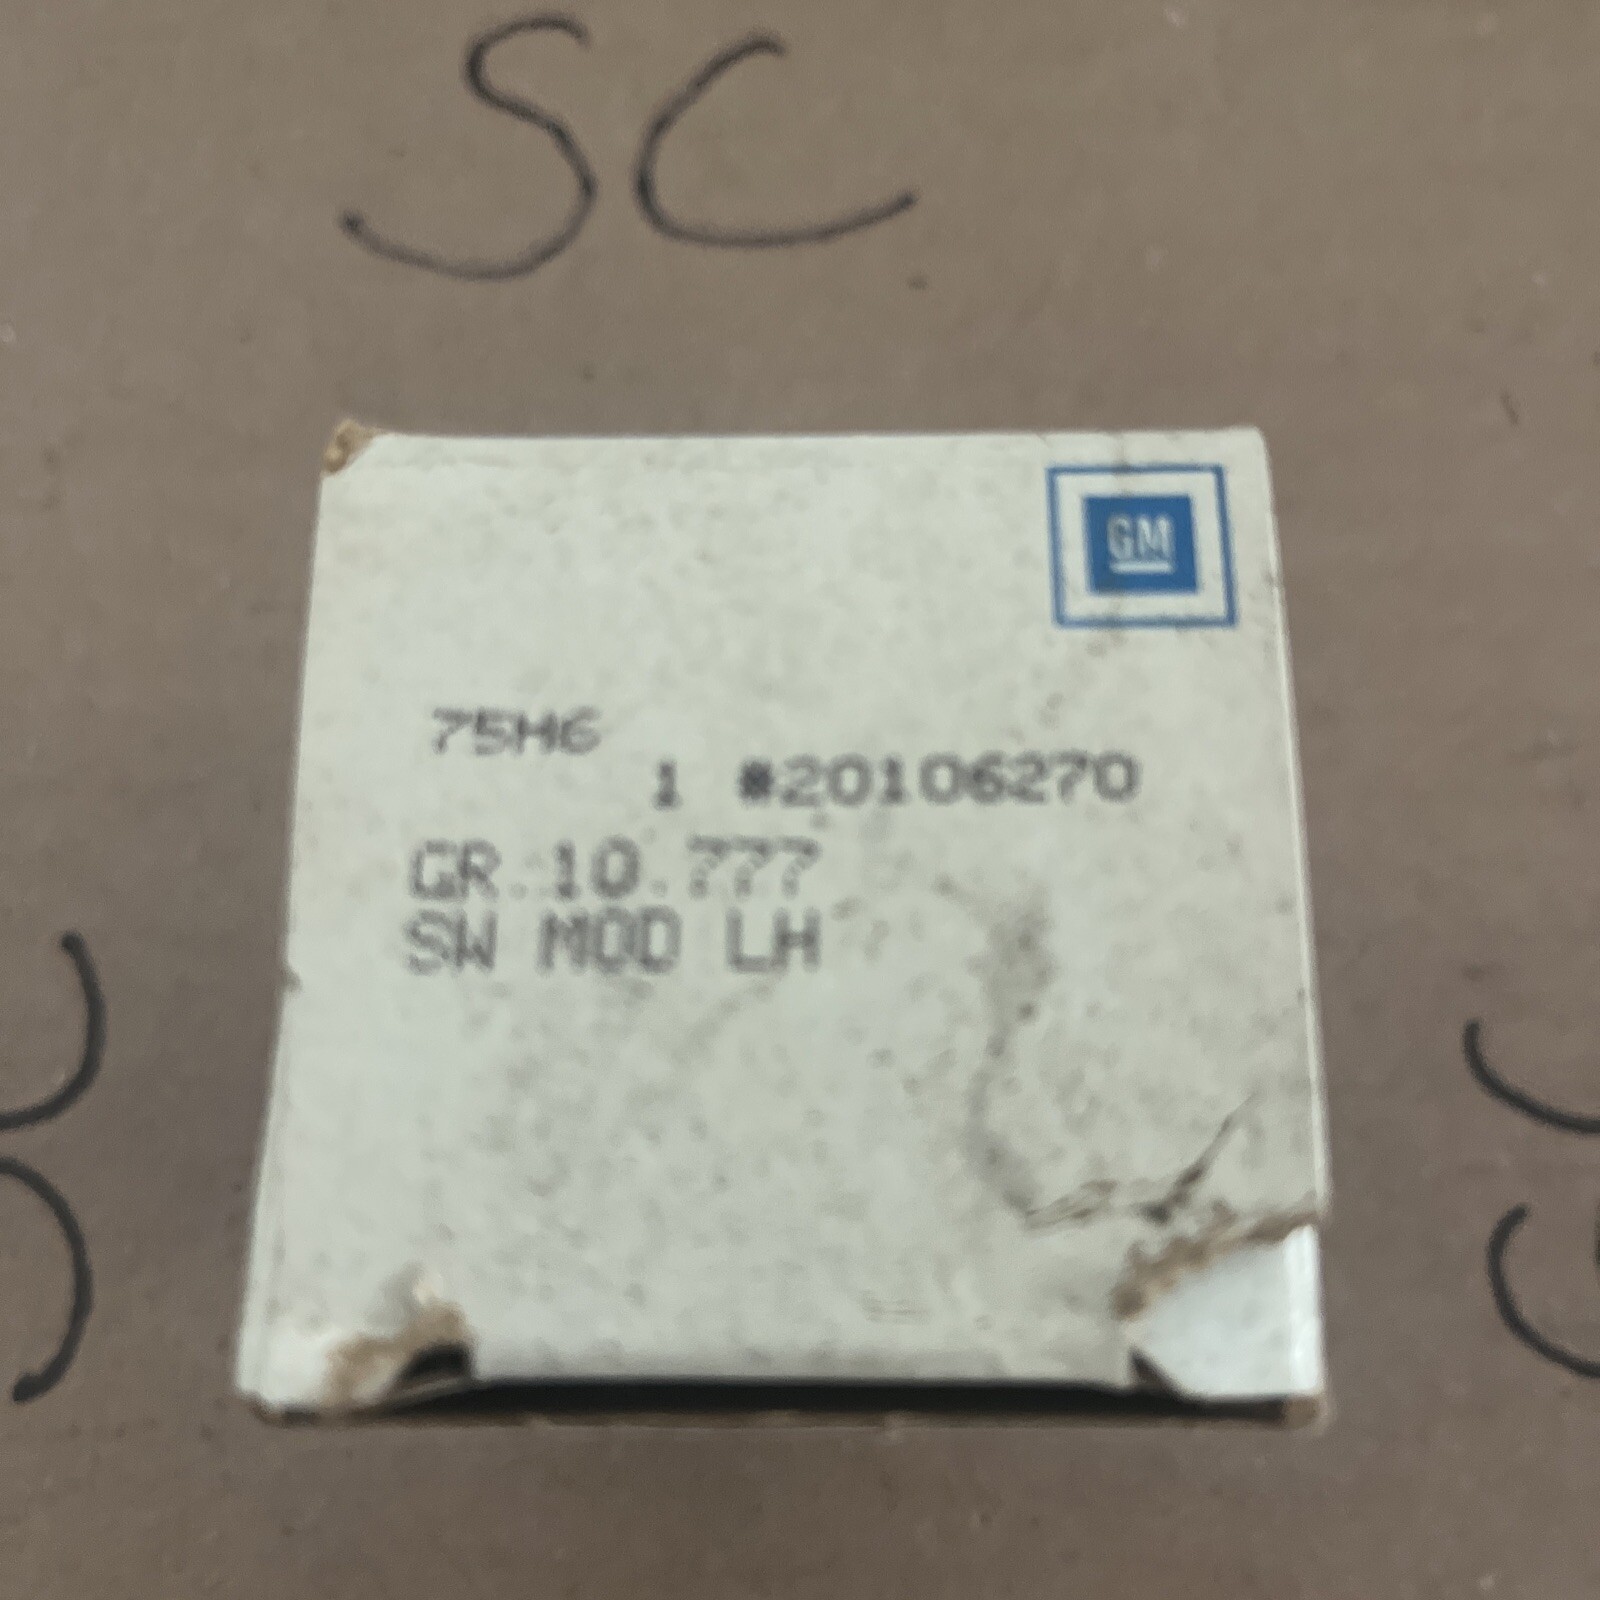 SC
GM
75H6
1 #20106270
GR.10.777
SW MOD LH